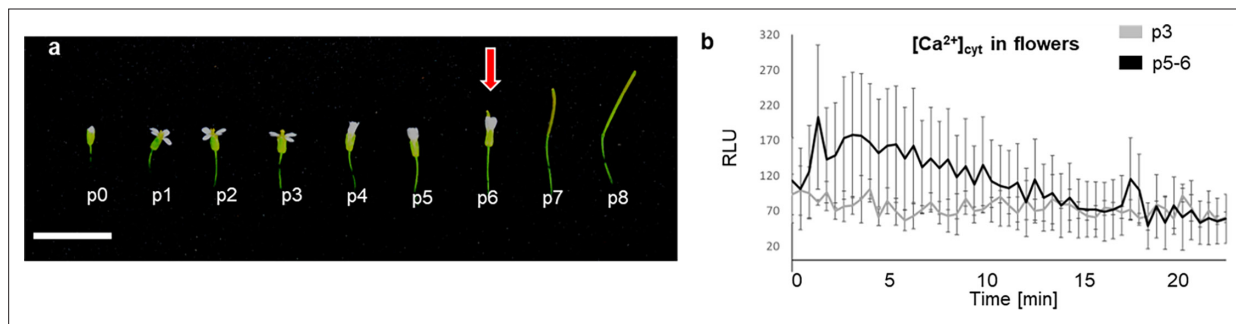 a
p0 p1 p2 p3 p4 p5 p6 p7 p8
b
[Ca²⁺]cyt in flowers
p3
p5-6
RLU
320
270
220
170
120
70
20
0 5 10 15 20
Time [min]